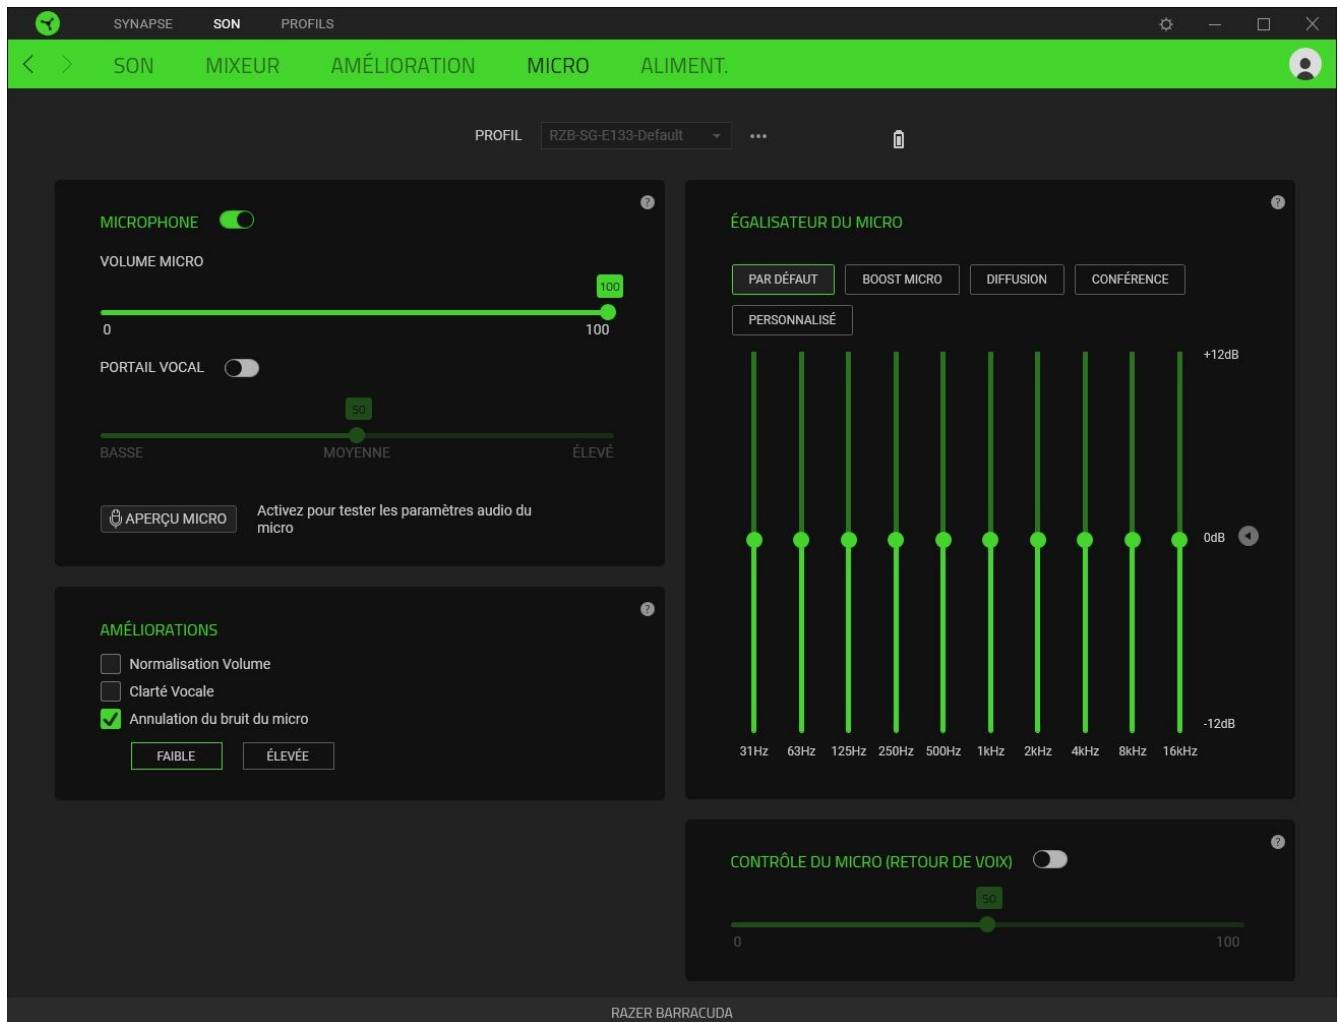 SYNAPSE SON PROFILS
SON MIXEUR AMÉLIORATION MICRO ALIMENT.
PROFIL RZB-SG-E133-Default
MICROPHONE
VOLUME MICRO
100
0 100
PORTAIL VOCAL
50
BASSE MOYENNE ÉLEVÉ
APERÇU MICRO
Activez pour tester les paramètres audio du
micro
AMÉLIORATIONS
Normalisation Volume
Clarté Vocale
Annulation du bruit du micro
FAIBLE ÉLEVÉE
ÉGALISATEUR DU MICRO
PAR DÉFAUT BOOST MICRO DIFFUSION CONFÉRENCE
PERSONNALISÉ
+12dB
0dB
-12dB
31Hz 63Hz 125Hz 250Hz 500Hz 1kHz 2kHz 4kHz 8kHz 16kHz
CONTRÔLE DU MICRO (RETOUR DE VOIX)
50
0 100
RAZER BARRACUDA